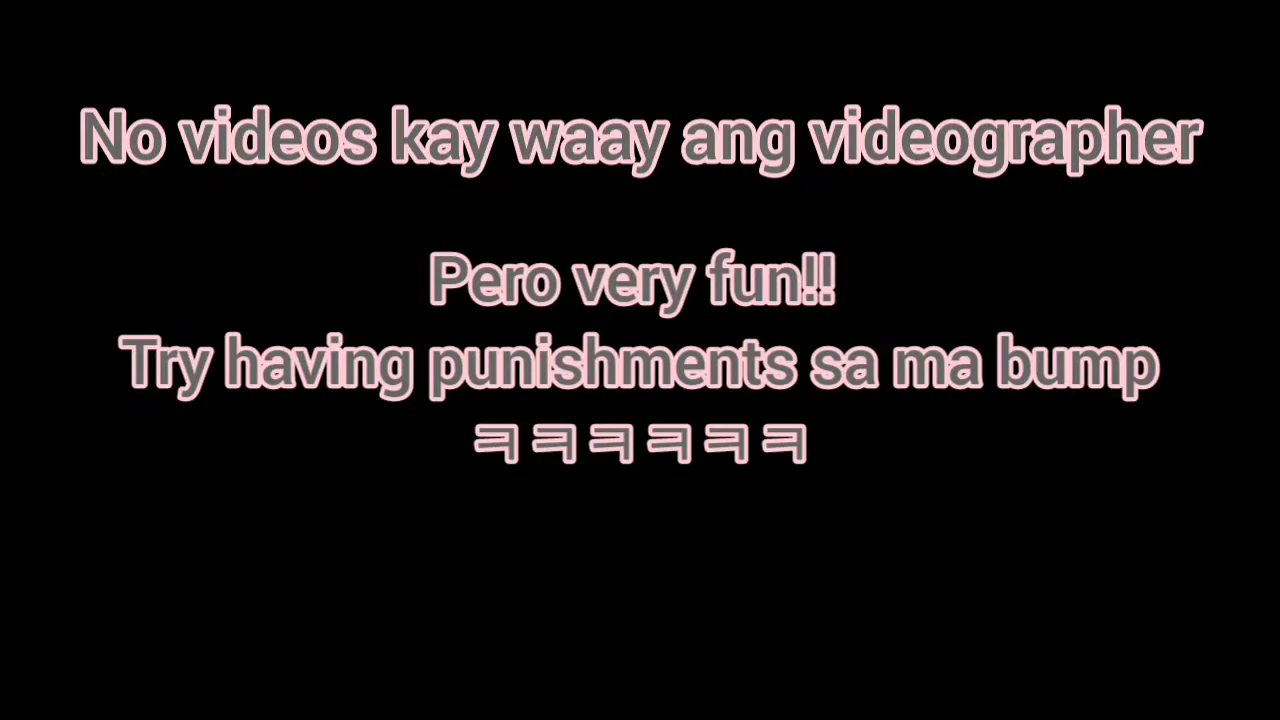 No videos kay waay ang videographer
Pero very fun!!
Try having punishments sa ma bump
ㅋㅋㅋㅋㅋㅋ